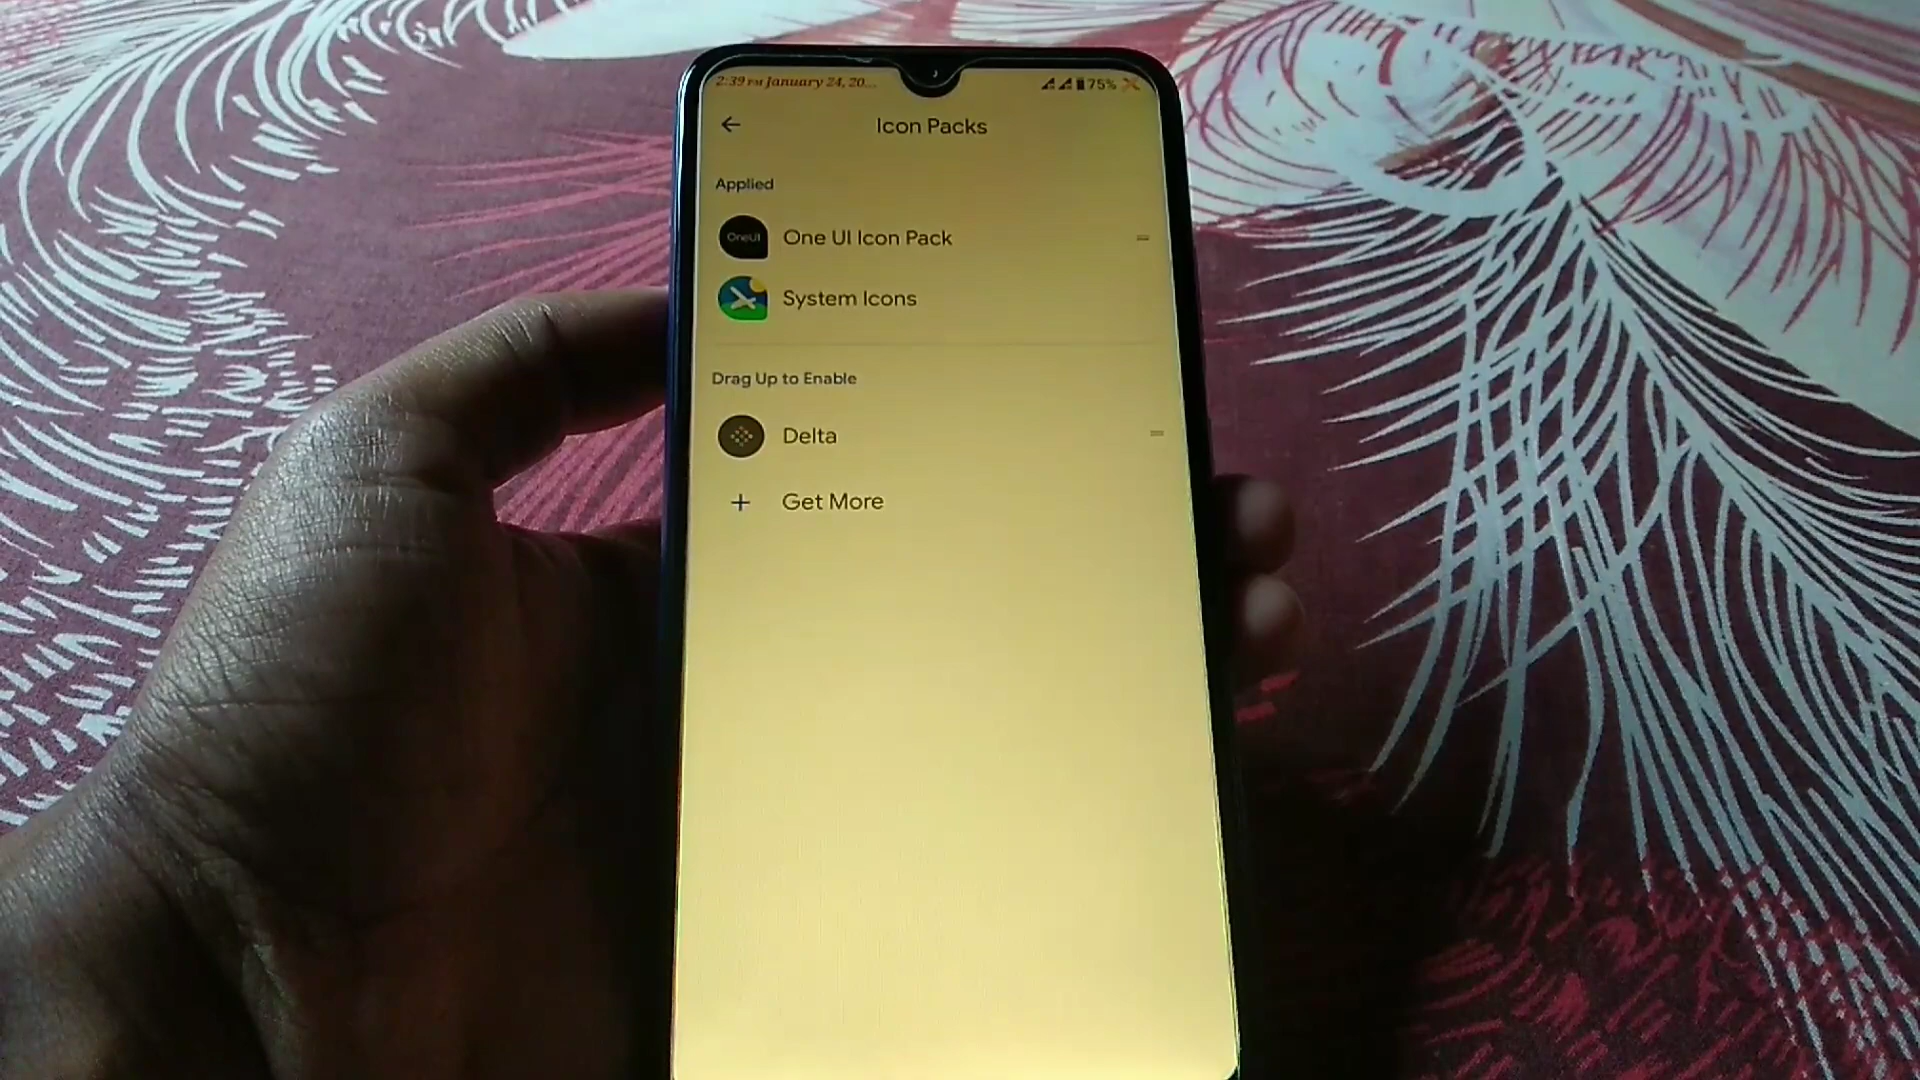 2:39 PM January 24, 20... 75%
Icon Packs
Applied
OneUI One UI Icon Pack
System Icons
Drag Up to Enable
Delta
Get More